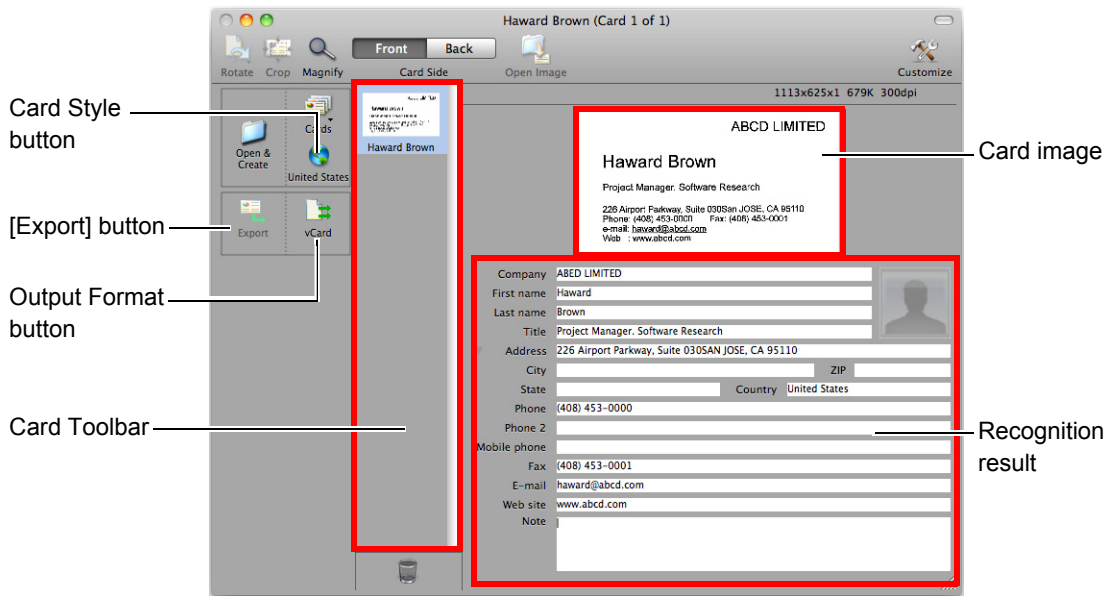 Haward Brown (Card 1 of 1)
Rotate Crop Magnify Front Back Card Side Open Image Customize
1113x625x1 679K 300dpi
Card Style
button
[Export] button
Output Format
button
Card Toolbar
Open &
Create
Cards
United States
Export
vCard
Haward Brown
ABCD LIMITED
Haward Brown
Project Manager. Software Research
226 Airport Parkway, Suite 030San JOSE, CA 95110
Phone: (408) 453-0000 Fax: (408) 453-0001
e-mail: haward@abcd.com
Web : www.abcd.com
Card image
Company ABED LIMITED
First name Haward
Last name Brown
Title Project Manager. Software Research
Address 226 Airport Parkway, Suite 030SAN JOSE, CA 95110
City ZIP
State Country United States
Phone (408) 453-0000
Phone 2
Mobile phone
Fax (408) 453-0001
E-mail haward@abcd.com
Web site www.abcd.com
Note
Recognition
result